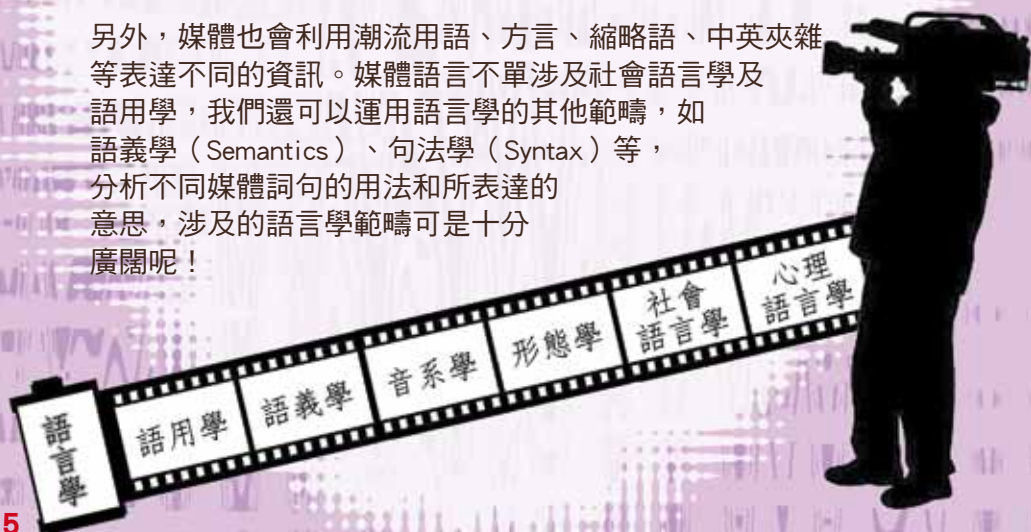 另外，媒體也會利用潮流用語、方言、縮略語、中英夾雜
等表達不同的資訊。媒體語言不單涉及社會語言學及
語用學，我們還可以運用語言學的其他範疇，如
語義學（Semantics）、句法學（Syntax）等，
分析不同媒體詞句的用法和所表達的
意思，涉及的語言學範疇可是十分
廣闊呢！
語言學
語用學
語義學
音系學
形態學
社會
語言學
心理
語言學
5